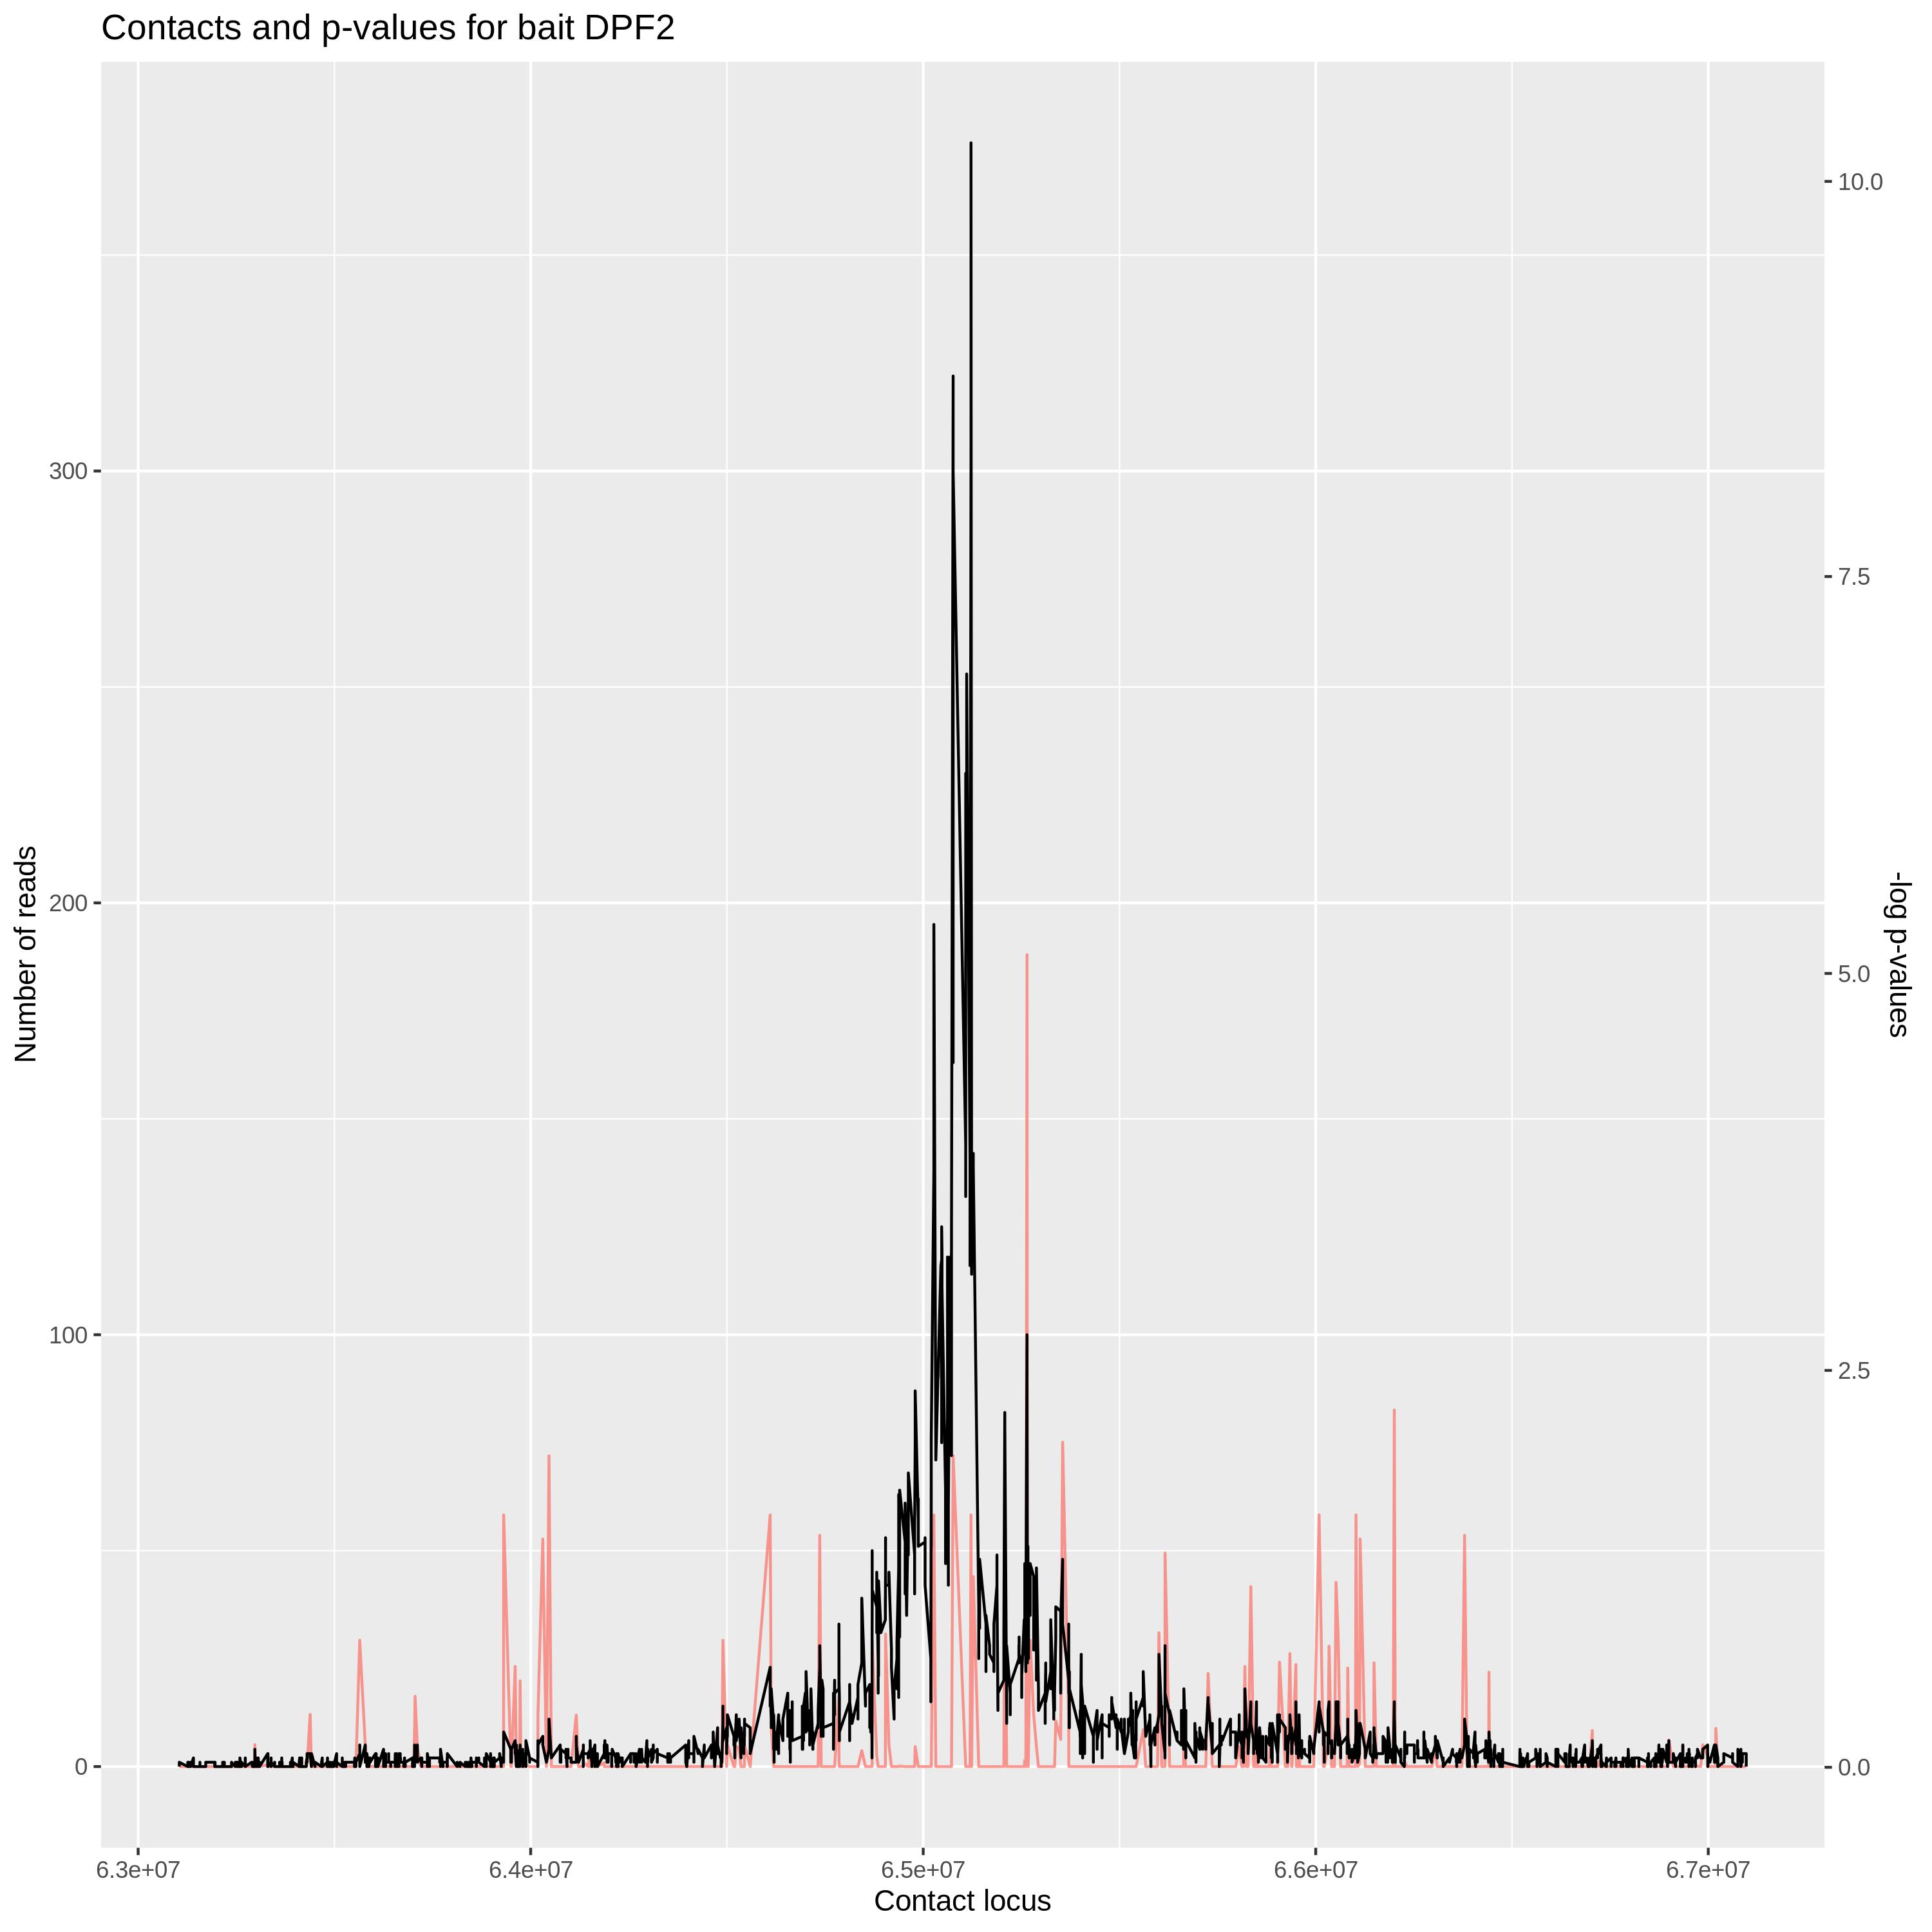 Contacts and p-values for bait DPF2
Number of reads
300
200
100
0
10.0
7.5
5.0
2.5
0.0
-log p-values
6.3e+07
6.4e+07
6.5e+07
6.6e+07
6.7e+07
Contact locus